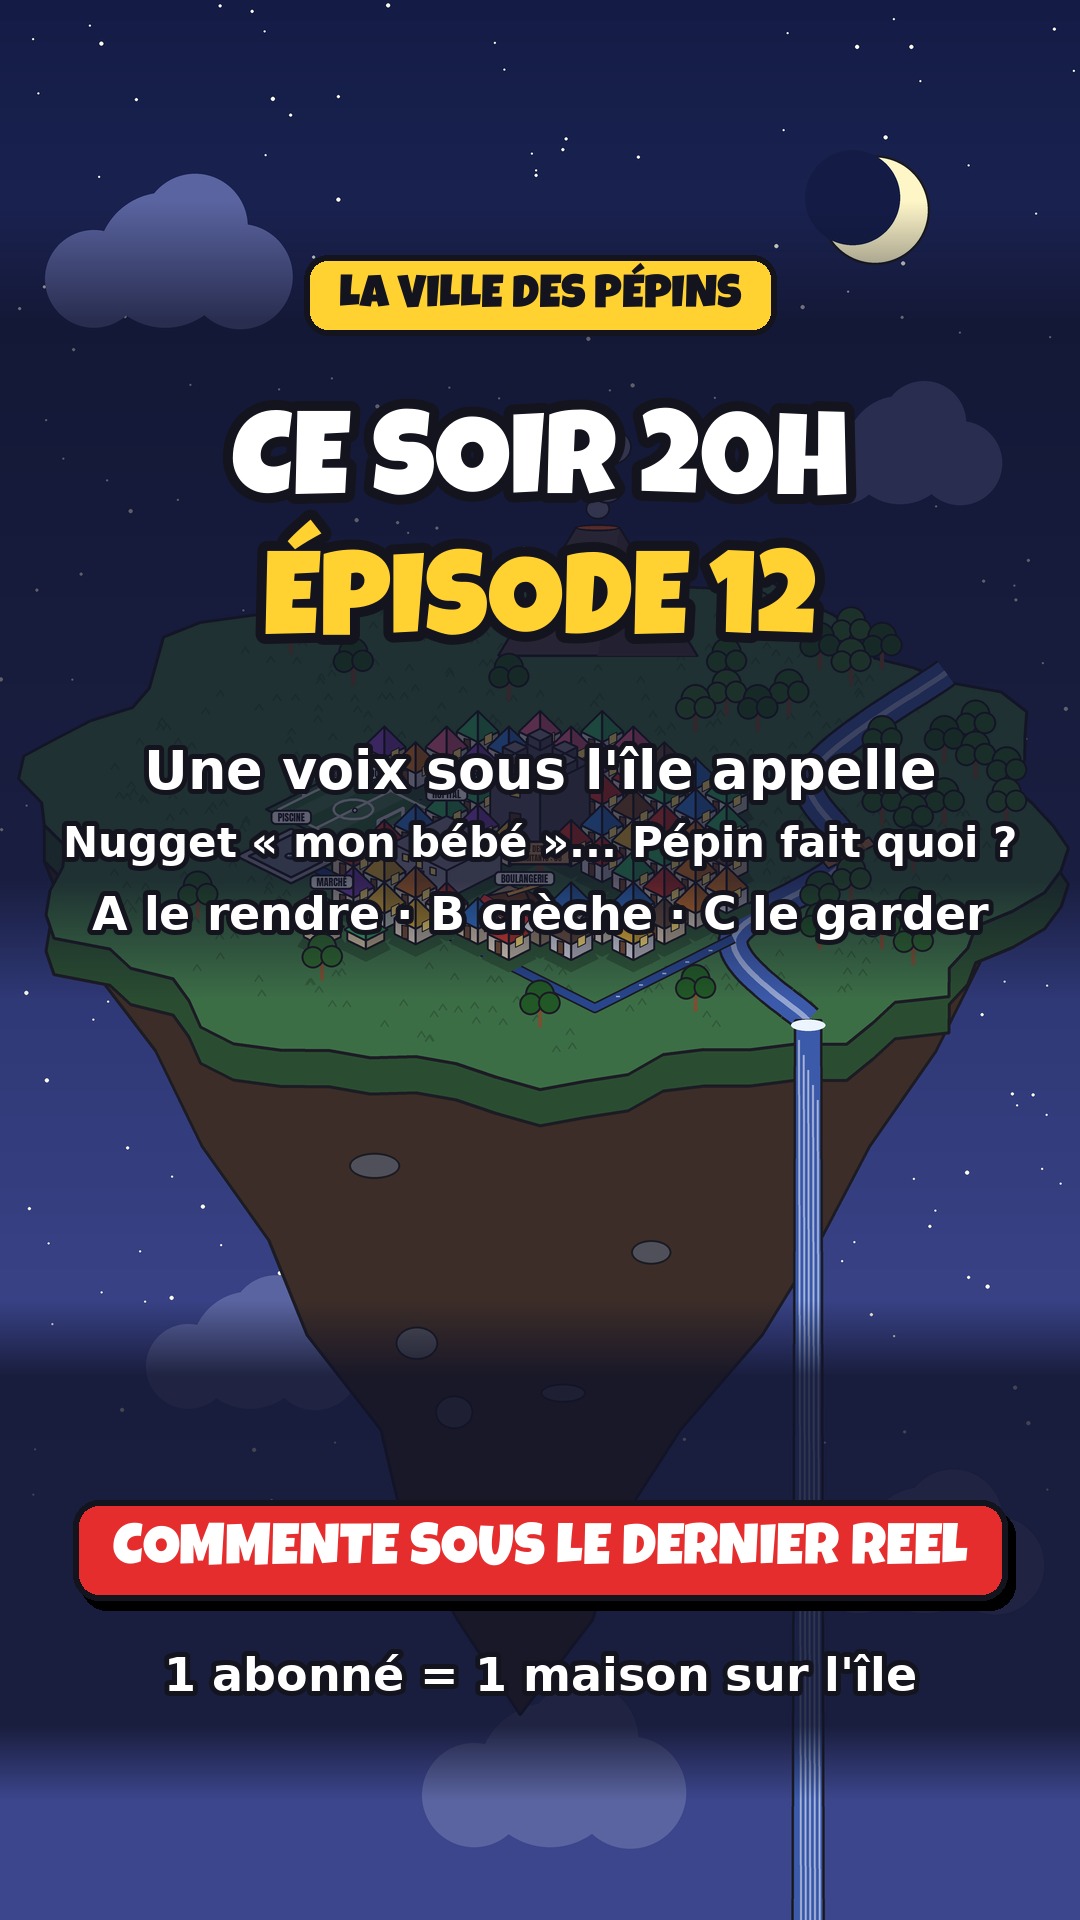 LA VILLE DES PÉPINS
CE SOIR 20H
ÉPISODE 12
Une voix sous l'île appelle
Nugget « mon bébé »... Pépin fait quoi ?
A le rendre · B crèche · C le garder
PISCINE
MARCHÉ
BOULANGERIE
COMMENTE SOUS LE DERNIER REEL
1 abonné = 1 maison sur l'île